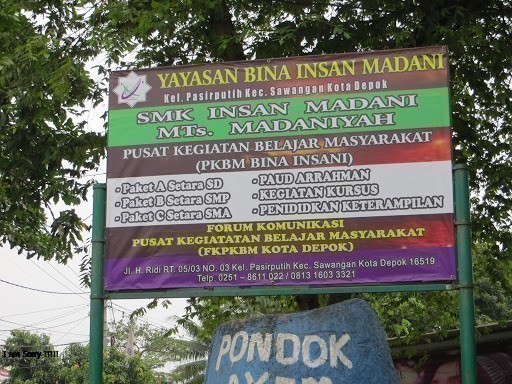 YAYASAN BINA INSAN MADANI
Kel. Pasirputih Kec. Sawangan Kota Depok
SMK INSAN MADANI
MTs. MADANIYAH
PUSAT KEGIATAN BELAJAR MASYARAKAT
(PKBM BINA INSANI)
-Paket A Setara SD
-Paket B Setara SMP
-Paket C Setara SMA
- PAUD ARRAHMAN
- KEGIATAN KURSUS
- PENIDIDKAN KETERAMPILAN
FORUM KOMUNIKASI
PUSAT KEGIATATAN BELAJAR MASYARAKAT
(FKPKBM KOTA DEPOK)
Jl. H. Ridi RT. 05/03 NO. 03 Kel. Pasirputih Kec. Sawangan Kota Depok 16519
Telp. 0251 - 8611 022 / 0813 1603 3321
PONDOK
I am Sorry !!!!!